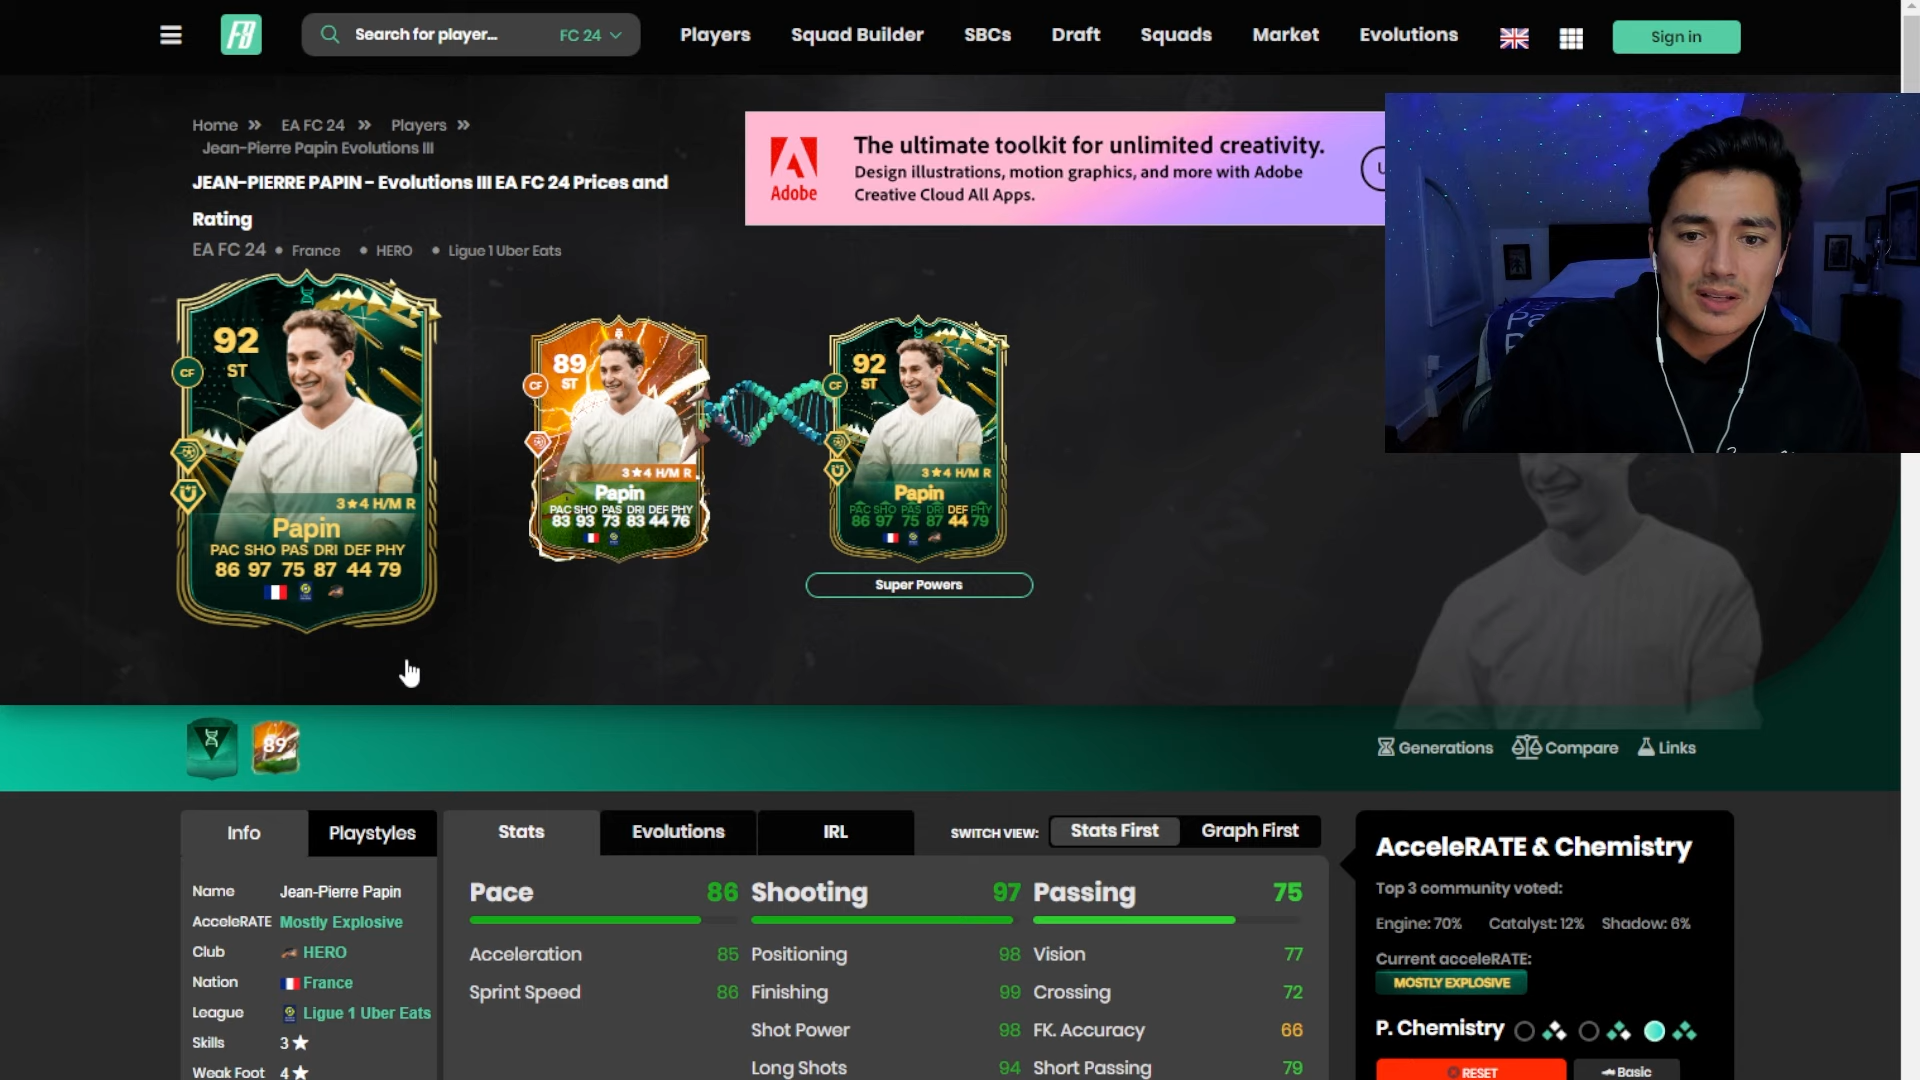 F8
Search for player...
FC 24
Players
Squad Builder
SBCs
Draft
Squads
Market
Evolutions
Sign in
Home » EA FC 24 » Players »
Jean-Pierre Papin Evolutions III
JEAN-PIERRE PAPIN - Evolutions III EA FC 24 Prices and
Rating
EA FC 24 • France • HERO • Ligue 1 Uber Eats
Adobe
The ultimate toolkit for unlimited creativity.
Design illustrations, motion graphics, and more with Adobe
Creative Cloud All Apps.
92
ST
CF
3★4 H/M R
Papin
PAC SHO PAS DRI DEF PHY
86 97 75 87 44 79
89
ST
CF
3★4 H/M R
Papin
PAC SHO PAS DRI DEF PHY
83 93 73 83 44 76
92
ST
CF
3★4 H/M R
Papin
PAC SHO PAS DRI DEF PHY
86 97 75 87 44 79
Super Powers
89
Generations
Compare
Links
Info
Playstyles
Stats
Evolutions
IRL
SWITCH VIEW:
Stats First
Graph First
Name Jean-Pierre Papin
AcceleRATE Mostly Explosive
Club HERO
Nation France
League Ligue 1 Uber Eats
Skills 3 ★
Weak Foot 4 ★
Pace 86
Acceleration 85
Sprint Speed 86
Shooting 97
Positioning 98
Finishing 99
Shot Power 98
Long Shots 94
Passing 75
Vision 77
Crossing 72
FK. Accuracy 66
Short Passing 79
AcceleRATE & Chemistry
Top 3 community voted:
Engine: 70% Catalyst: 12% Shadow: 6%
Current acceleRATE:
MOSTLY EXPLOSIVE
P. Chemistry
RESET
Basic